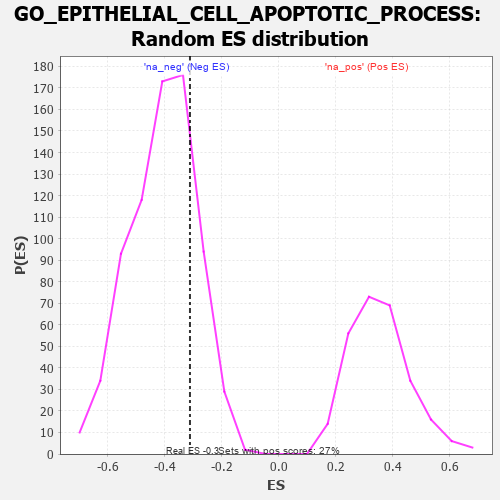 GO_EPITHELIAL_CELL_APOPTOTIC_PROCESS:
Random ES distribution
'na_neg' (Neg ES)
'na_pos' (Pos ES)
180
170
160
150
140
130
120
110
100
90
80
70
60
50
40
30
20
10
0
P(ES)
Real ES -0.3Sets with pos scores: 27%
-0.6 -0.4 -0.2 0.0 0.2 0.4 0.6
ES